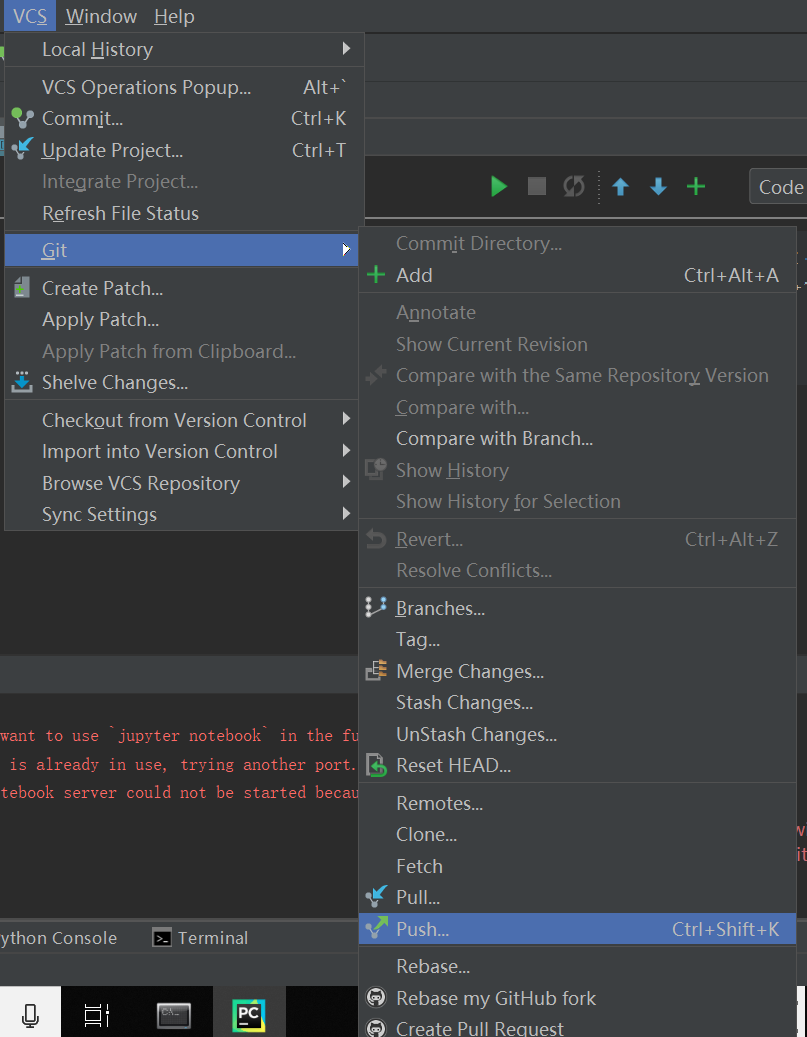 VCS Window Help
Local History
VCS Operations Popup... Alt+`
Commit... Ctrl+K
Update Project... Ctrl+T
Integrate Project...
Refresh File Status
Git
Create Patch...
Apply Patch...
Apply Patch from Clipboard...
Shelve Changes...
Checkout from Version Control
Import into Version Control
Browse VCS Repository
Sync Settings
Code
Commit Directory...
Add Ctrl+Alt+A
Annotate
Show Current Revision
Compare with the Same Repository Version
Compare with...
Compare with Branch...
Show History
Show History for Selection
Revert... Ctrl+Alt+Z
Resolve Conflicts...
Branches...
Tag...
Merge Changes...
Stash Changes...
UnStash Changes...
Reset HEAD...
Remotes...
Clone...
Fetch
Pull...
Push... Ctrl+Shift+K
Rebase...
Rebase my GitHub fork
Create Pull Request
want to use `jupyter notebook` in the fu
is already in use, trying another port.
tebook server could not be started becau
ython Console Terminal
PC